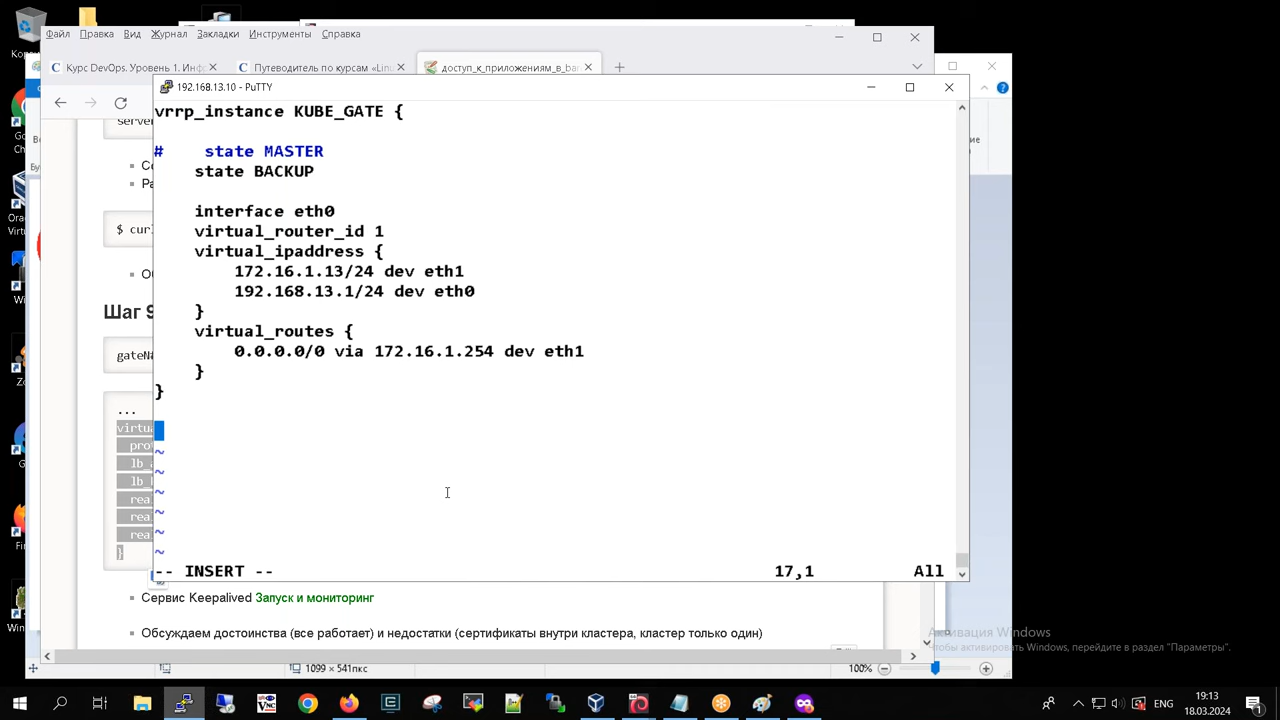 Файл Правка Вид Журнал Закладки Инструменты Справка
Курс DevOps. Уровень 1. Инф
Путеводитель по курсам «Linu
доступ_к_приложениям_в_bar
192.168.13.10 - PuTTY
vrrp_instance KUBE_GATE {
#    state MASTER
state BACKUP
interface eth0
virtual_router_id 1
virtual_ipaddress {
172.16.1.13/24 dev eth1
192.168.13.1/24 dev eth0
}
virtual_routes {
0.0.0.0/0 via 172.16.1.254 dev eth1
}
}
~
~
~
~
~
~
-- INSERT --
17,1
All
$ cur
Шаг 9
...
Сервис Keepalived Запуск и мониторинг
Обсуждаем достоинства (все работает) и недостатки (сертификаты внутри кластера, кластер только один)
Активация Windows
Чтобы активировать Windows, перейдите в раздел "Параметры".
1099 × 541пкс
100%
ENG
19:13
18.03.2024